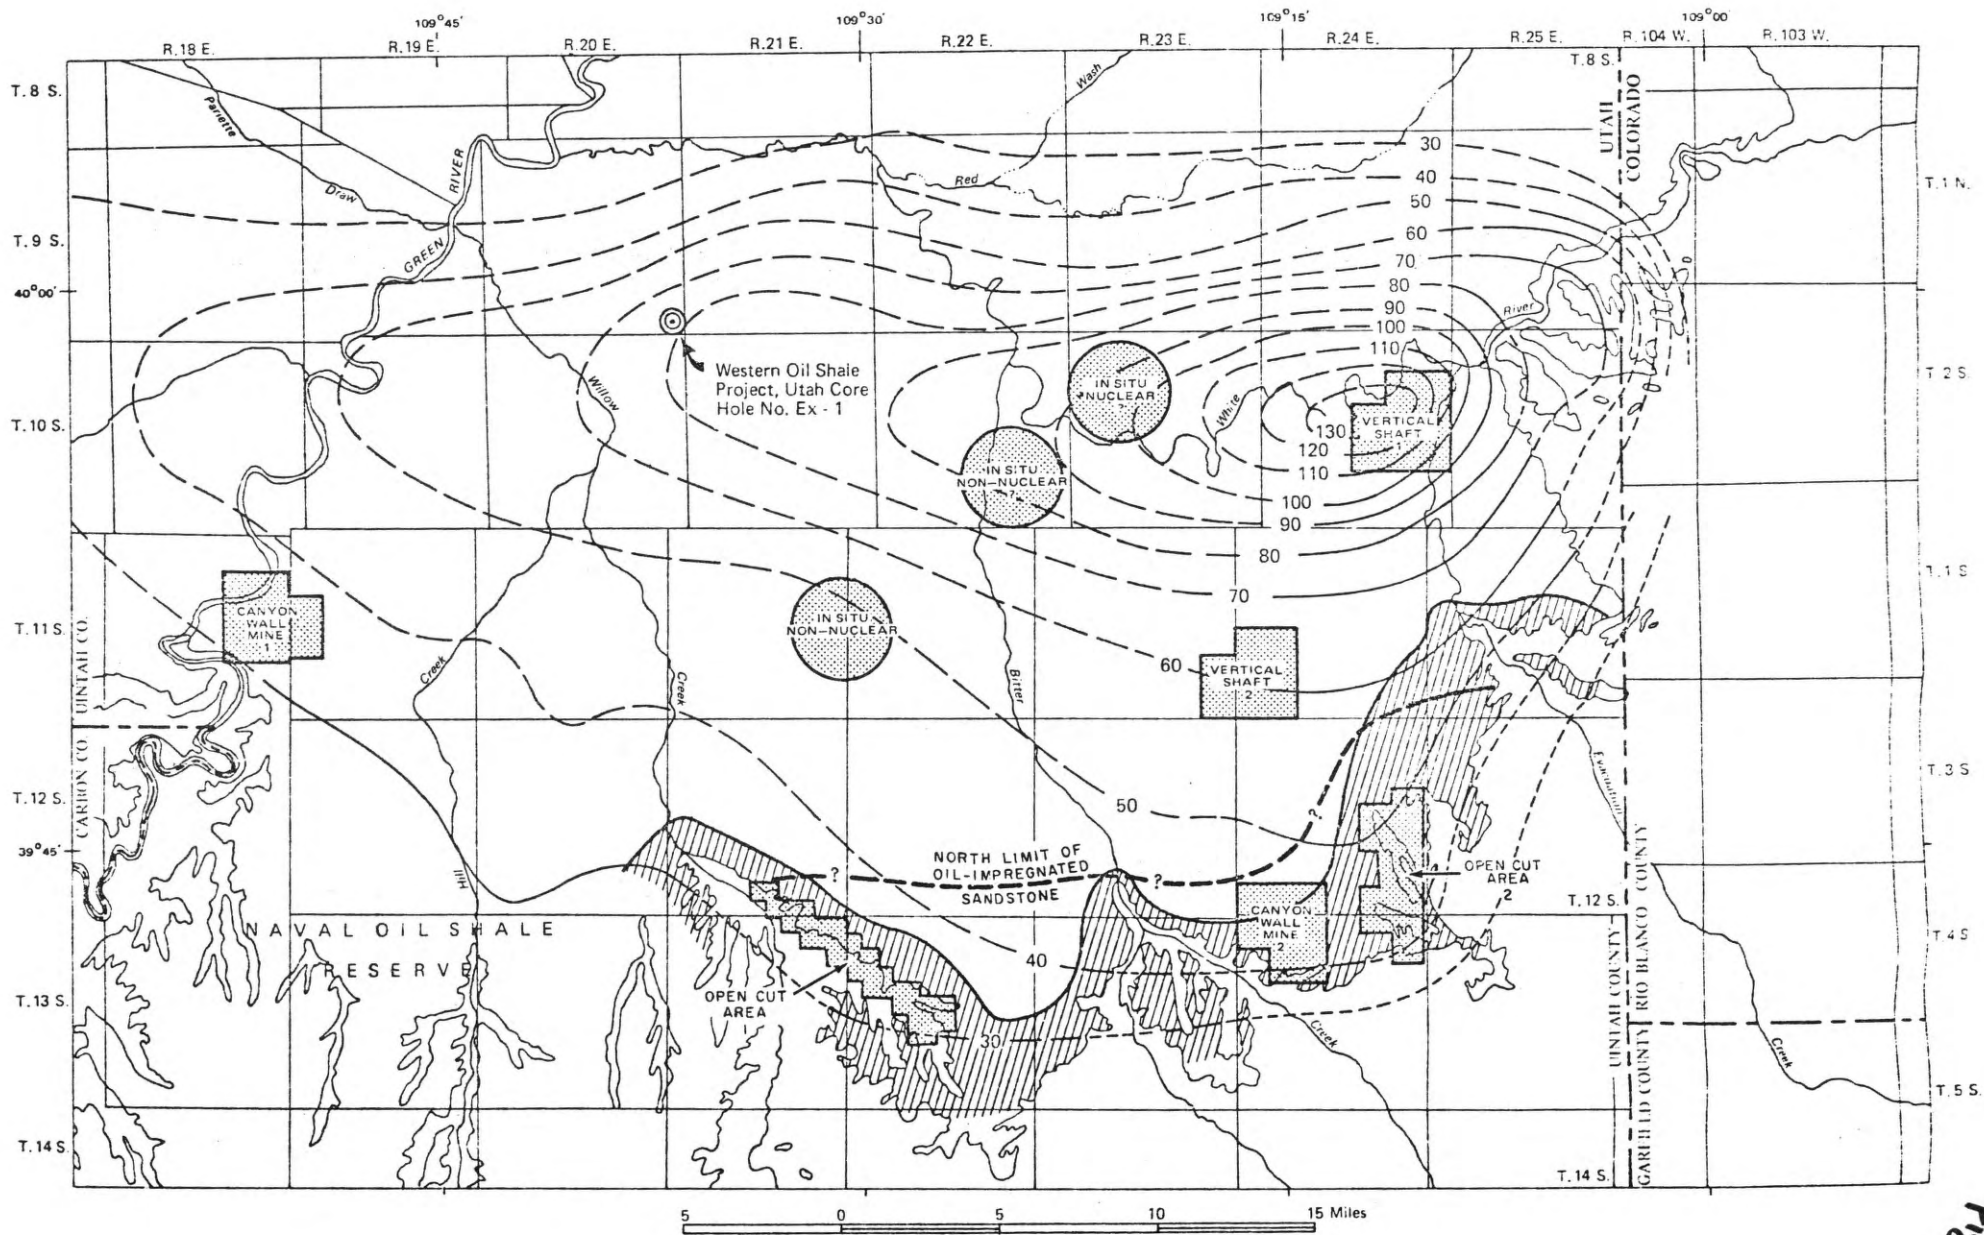 109°45'
109°30'
109°15'
109°00'
R.18 E.
R.19 E.
R.20 E.
R.21 E.
R.22 E.
R.23 E.
R.24 E.
R.25 E.
R.104 W.
R.103 W.
T.8 S.
T.8 S.
Pariette
Draw
RIVER
GREEN
Wash
Red
UTAH
COLORADO
30
40
50
60
70
80
90
100
110
T.1 N.
T.9 S.
40°00'
River
T.2 S.
Western Oil Shale
Project, Utah Core
Hole No. Ex - 1
Willow
IN SITU
NUCLEAR
White
T.10 S.
130
120
110
VERTICAL
SHAFT
1
IN SITU
NON-NUCLEAR
?
100
90
80
70
T.1 S
CANYON
WALL
MINE
1
T.11 S.
UINTAH CO.
CARBON CO.
IN SITU
NON-NUCLEAR
Creek
Creek
Bitter
60
VERTICAL
SHAFT
2
Evacuation
T.3 S
T.12 S.
50
?
39°45'
Hill
NORTH LIMIT OF
OIL-IMPREGNATED
SANDSTONE
?
?
OPEN CUT
AREA
2
T.12 S.
CANYON
WALL
MINE
2
NAVAL OIL SHALE
RESERVE
T.4 S
40
OPEN CUT
AREA
T.13 S.
30
Creek
Creek
UINTAH COUNTY
GARFIELD COUNTY
RIO BLANCO COUNTY
T.5 S.
T.14 S.
T.14 S.
5
0
5
10
15 Miles